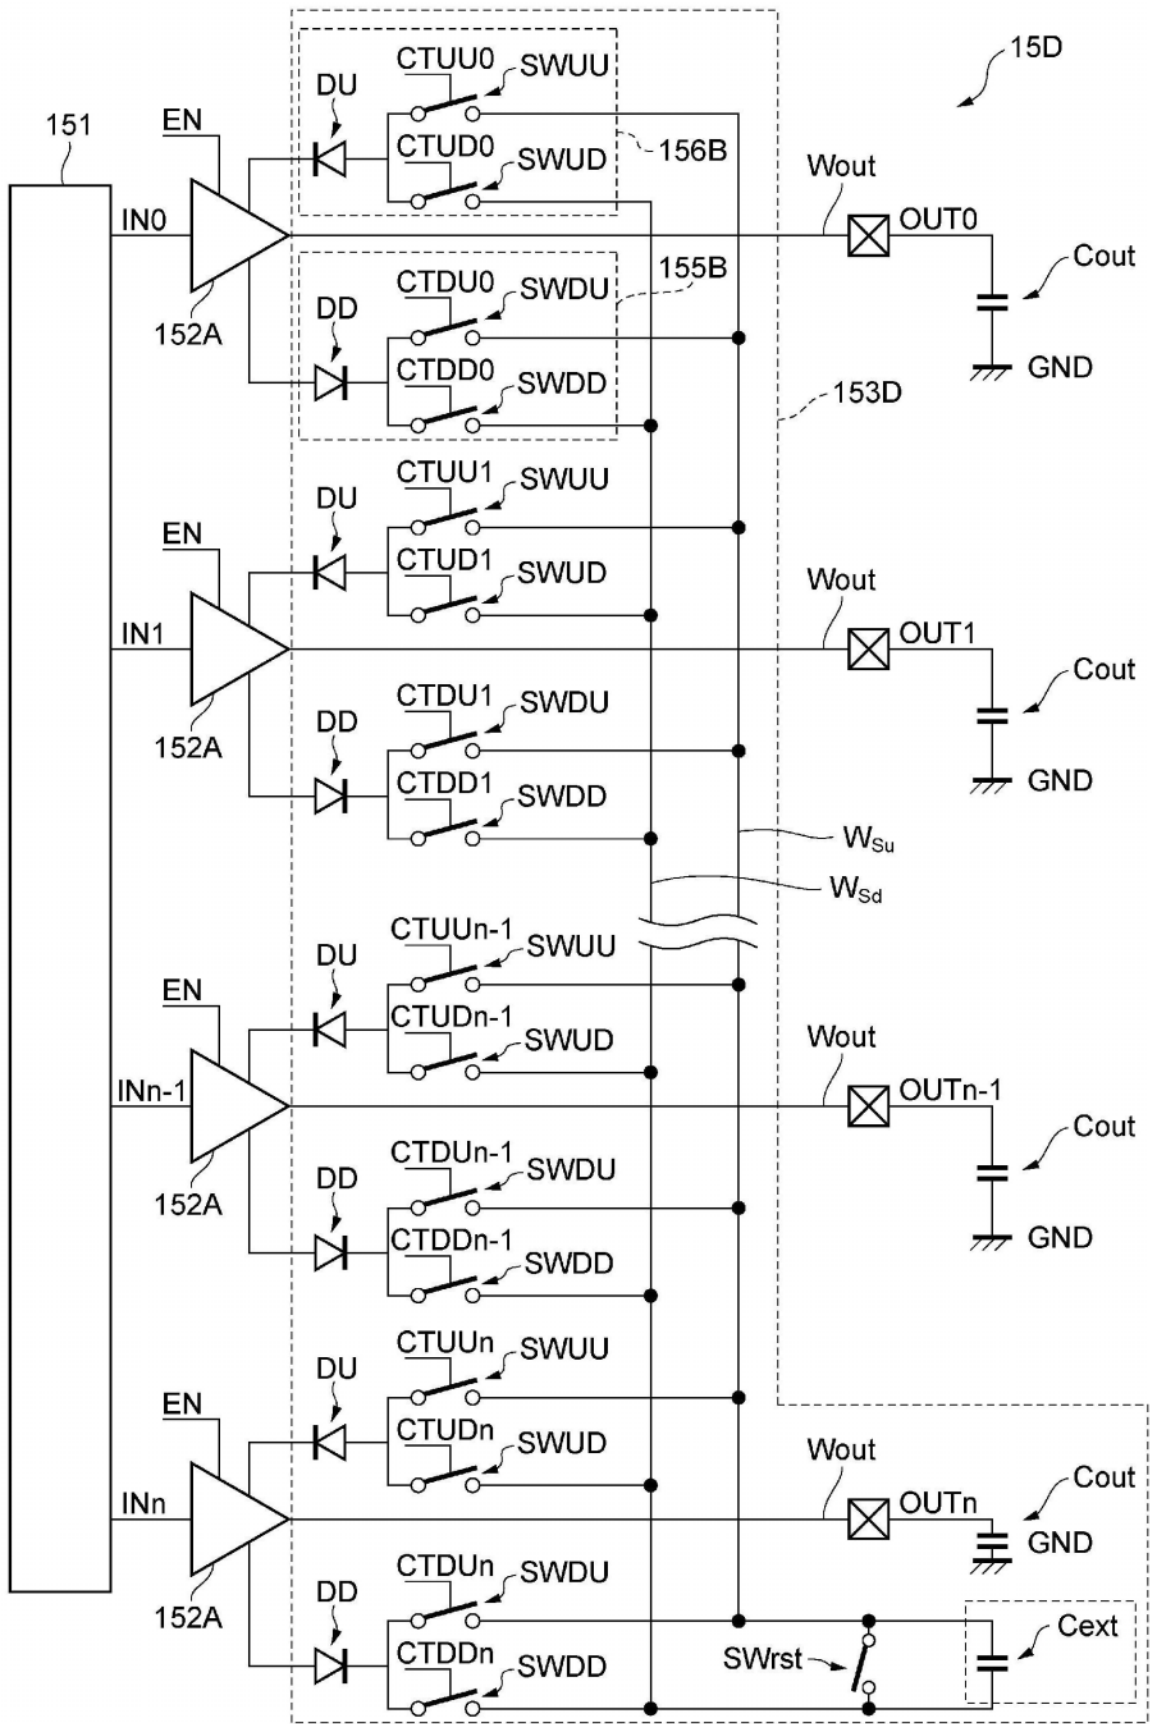 15D
151
EN
IN0
152A
DU
CTUU0
SWUU
CTUD0
SWUD
156B
Wout
OUT0
Cout
GND
155B
DD
CTDU0
SWDU
CTDD0
SWDD
153D
EN
IN1
152A
DU
CTUU1
SWUU
CTUD1
SWUD
Wout
OUT1
Cout
GND
DD
CTDU1
SWDU
CTDD1
SWDD
WSu
WSd
EN
INn-1
152A
DU
CTUUn-1
SWUU
CTUDn-1
SWUD
Wout
OUTn-1
Cout
GND
DD
CTDUn-1
SWDU
CTDDn-1
SWDD
EN
INn
152A
DU
CTUUn
SWUU
CTUDn
SWUD
Wout
OUTn
Cout
GND
DD
CTDUn
SWDU
CTDDn
SWDD
SWrst
Cext